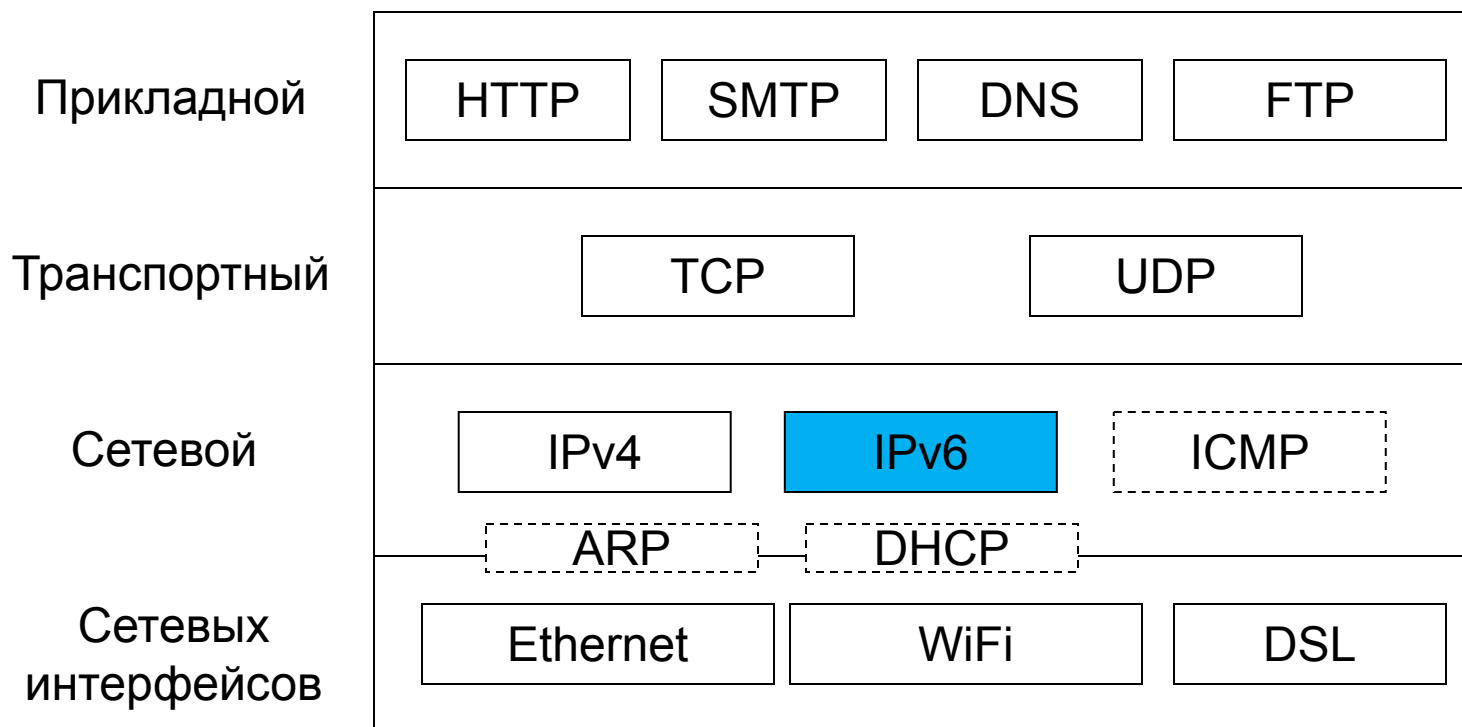 Прикладной
HTTP
SMTP
DNS
FTP
Транспортный
TCP
UDP
Сетевой
IPv4
IPv6
ICMP
ARP
DHCP
Сетевых
интерфейсов
Ethernet
WiFi
DSL